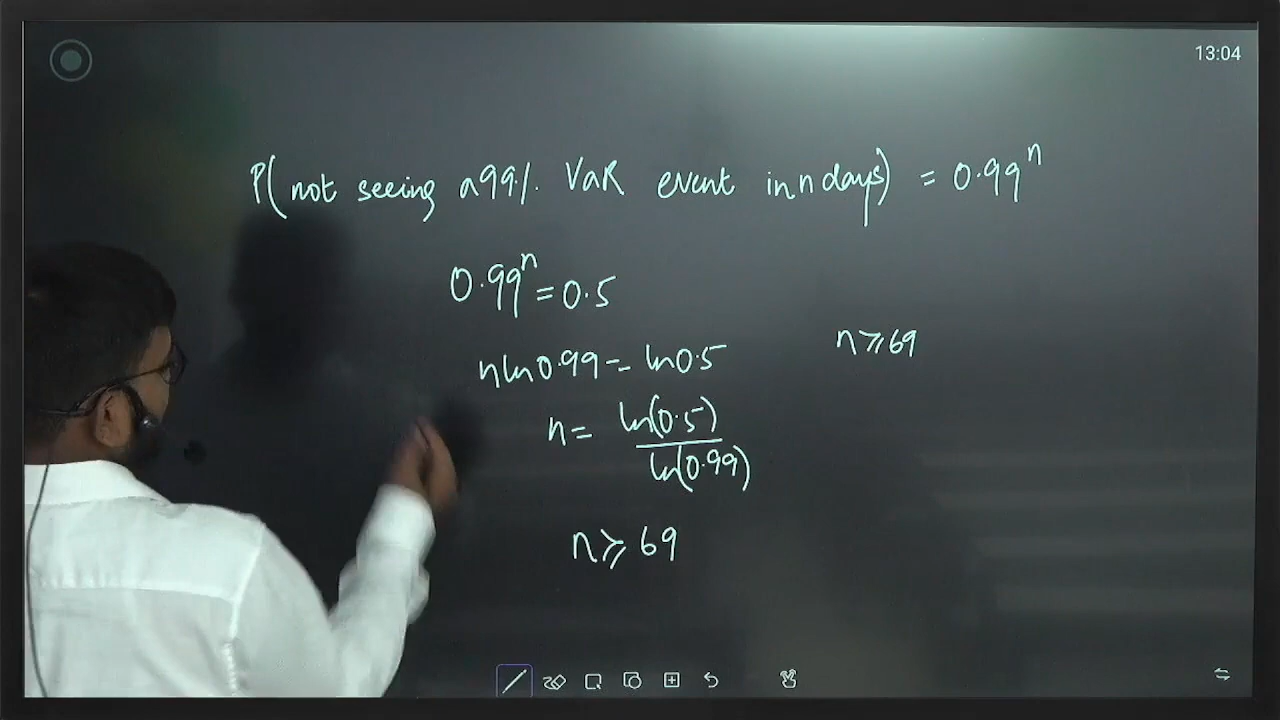 13:04
P(not seeing a 99%. VaR event in n days) = 0.99^n
0.99^n = 0.5
n ln 0.99 = ln 0.5
n ≥ 69
n = ln(0.5)
ln(0.99)
n ≥ 69